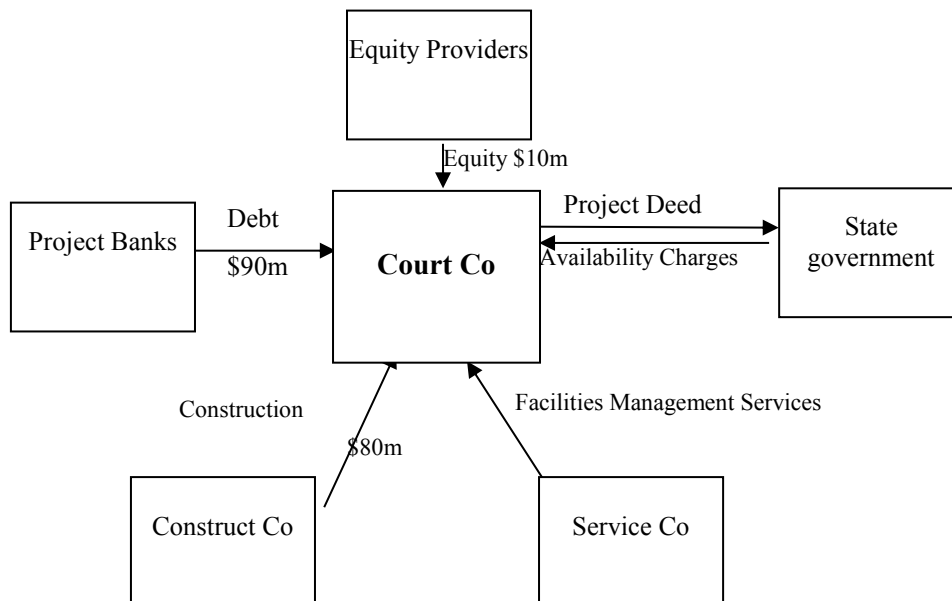 Equity Providers
Equity $10m
Project Banks
Debt
$90m
Court Co
Project Deed
Availability Charges
State
government
Construction
$80m
Facilities Management Services
Construct Co
Service Co